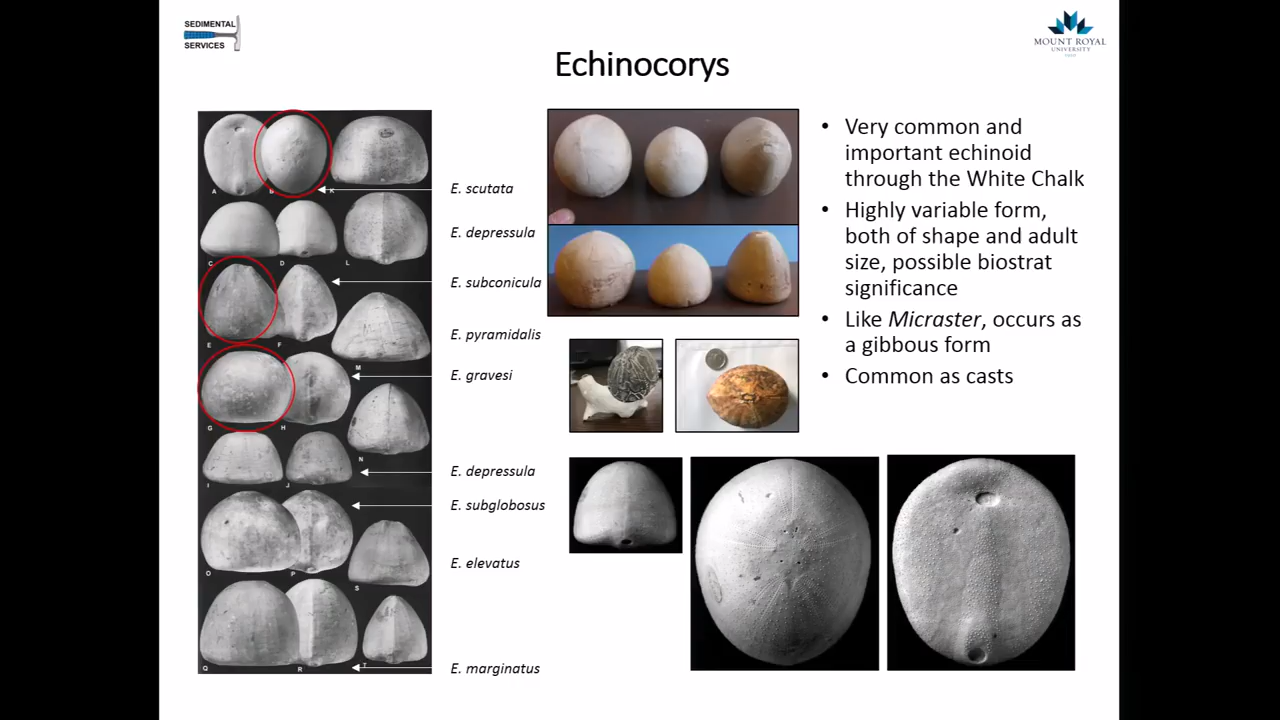 SEDIMENTAL
SERVICES
MOUNT ROYAL
UNIVERSITY
Echinocorys
A
B
K
E. scutata
C
D
L
E. depressula
E. subconicula
E
F
E. pyramidalis
M
E. gravesi
G
H
N
E. depressula
I
J
E. subglobosus
O
P
E. elevatus
S
Q
R
T
E. marginatus
• Very common and
important echinoid
through the White Chalk
• Highly variable form,
both of shape and adult
size, possible biostrat
significance
• Like Micraster, occurs as
a gibbous form
• Common as casts